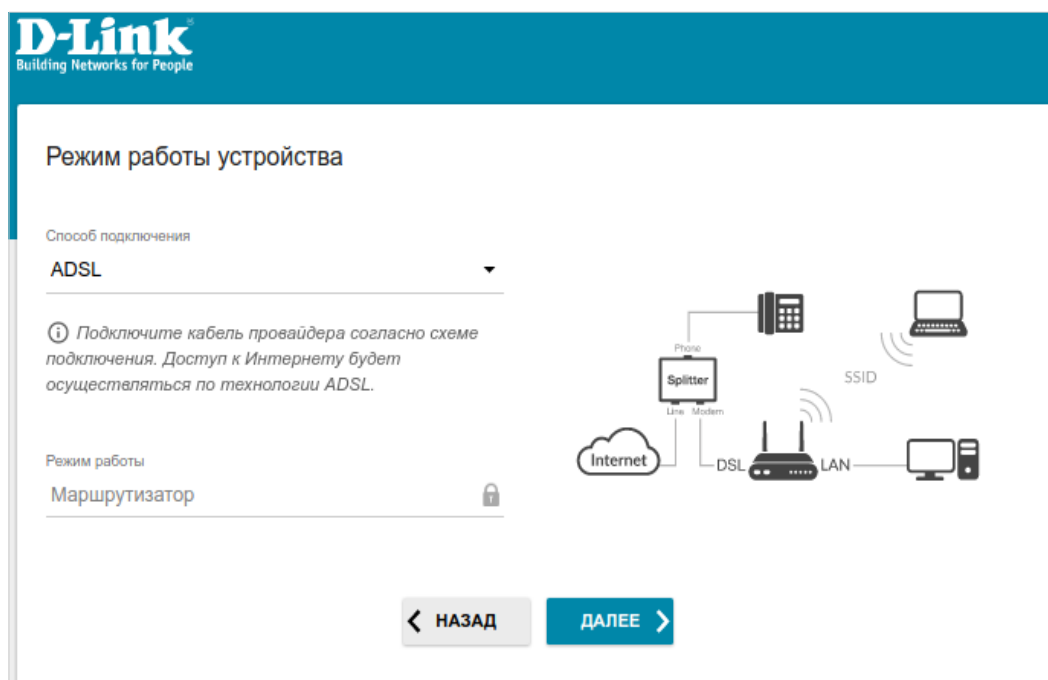 D-Link®
Building Networks for People
Режим работы устройства
Способ подключения
ADSL
Подключите кабель провайдера согласно схеме
подключения. Доступ к Интернету будет
осуществляться по технологии ADSL.
Режим работы
Маршрутизатор
Phone
Splitter
Line Modem
SSID
Internet
DSL
LAN
НАЗАД
ДАЛЕЕ